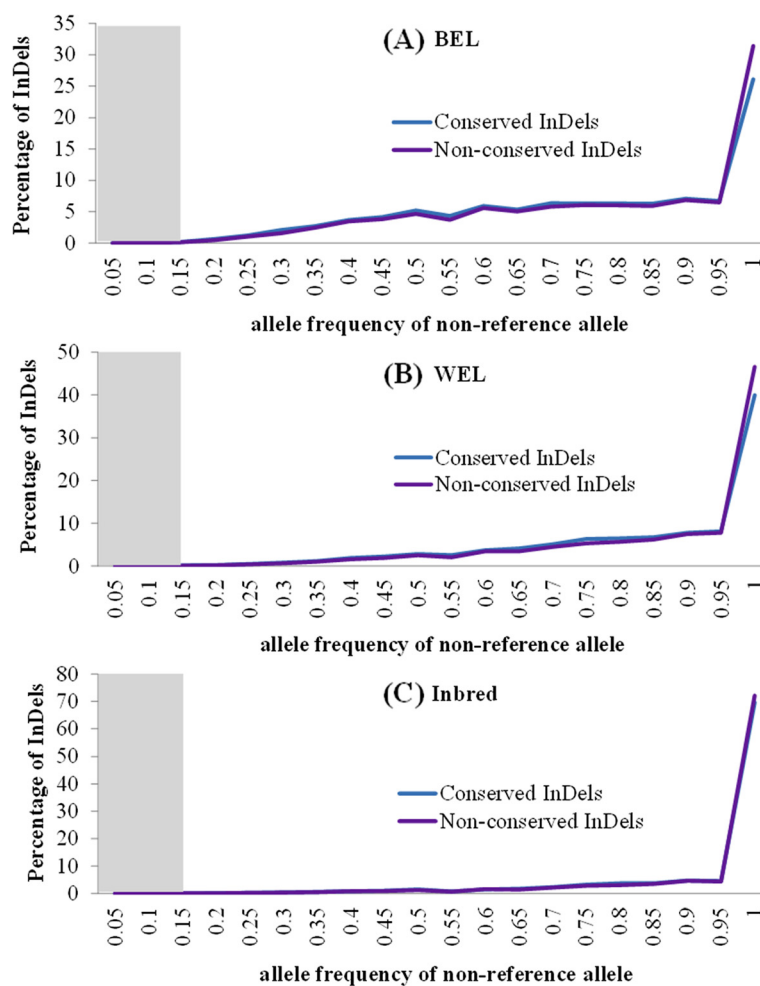 (A) BEL
Percentage of InDels
35
30
25
20
15
10
5
0
Conserved InDels
Non-conserved InDels
0.05 0.1 0.15 0.2 0.25 0.3 0.35 0.4 0.45 0.5 0.55 0.6 0.65 0.7 0.75 0.8 0.85 0.9 0.95 1
allele frequency of non-reference allele
(B) WEL
Percentage of InDels
50
40
30
20
10
0
Conserved InDels
Non-conserved InDels
0.05 0.1 0.15 0.2 0.25 0.3 0.35 0.4 0.45 0.5 0.55 0.6 0.65 0.7 0.75 0.8 0.85 0.9 0.95 1
allele frequency of non-reference allele
(C) Inbred
Percentage of InDels
80
70
60
50
40
30
20
10
0
Conserved InDels
Non-conserved InDels
0.05 0.1 0.15 0.2 0.25 0.3 0.35 0.4 0.45 0.5 0.55 0.6 0.65 0.7 0.75 0.8 0.85 0.9 0.95 1
allele frequency of non-reference allele